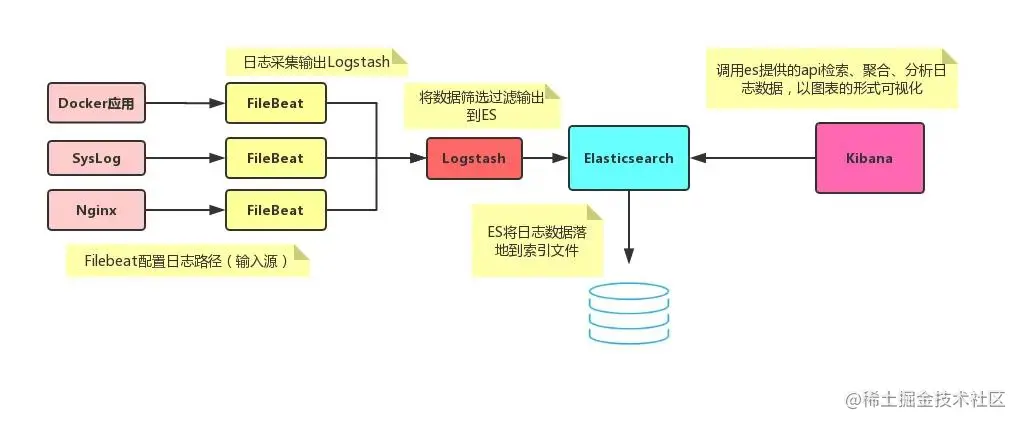 日志采集输出Logstash
调用es提供的api检索、聚合、分析日
志数据，以图表的形式可视化
Docker应用
FileBeat
将数据筛选过滤输出
到ES
SysLog
FileBeat
Logstash
Elasticsearch
Kibana
Nginx
FileBeat
ES将日志数据落
地到索引文件
Filebeat配置日志路径（输入源）
@稀土掘金技术社区